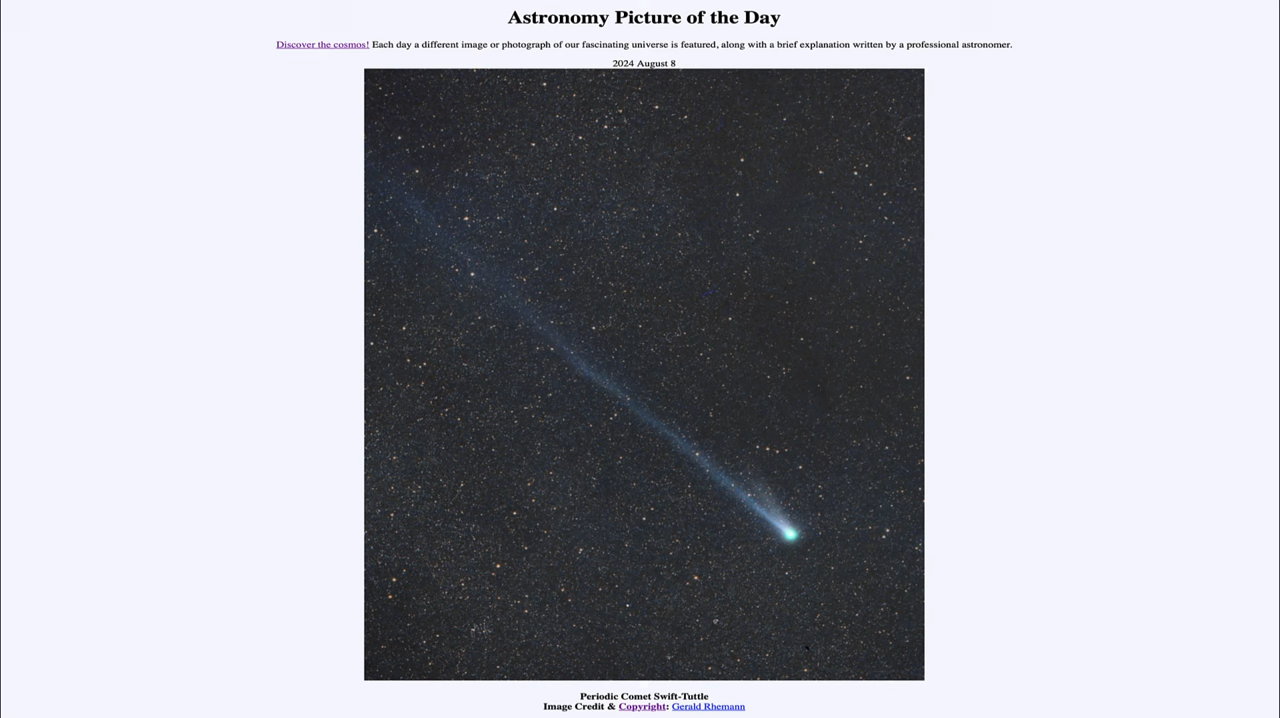 Astronomy Picture of the Day
Discover the cosmos! Each day a different image or photograph of our fascinating universe is featured, along with a brief explanation written by a professional astronomer.
2024 August 8
Periodic Comet Swift-Tuttle
Image Credit & Copyright: Gerald Rhemann